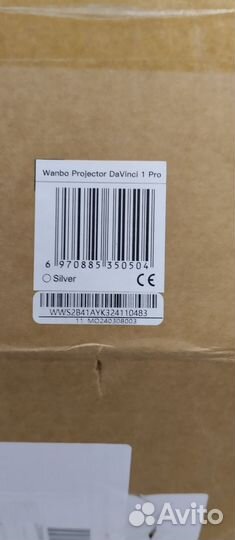 Wanbo Projector DaVinci 1 Pro
6 970885 350504
Silver CE
WWS2B41AYK324110483
11 MO240308003
Avito